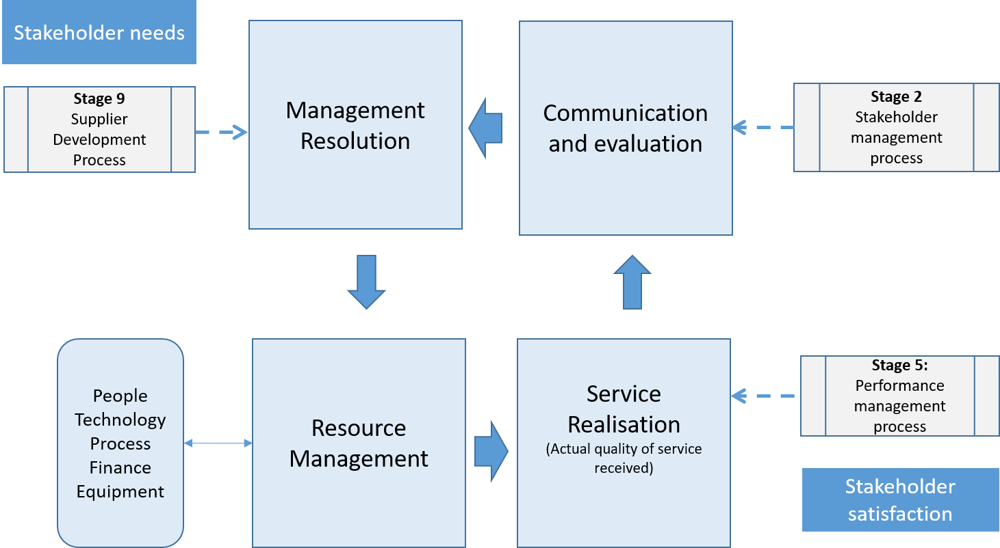 Stakeholder needs
Stage 9
Supplier
Development
Process
Management
Resolution
Communication
and evaluation
Stage 2
Stakeholder
management
process
People
Technology
Process
Finance
Equipment
Resource
Management
Service
Realisation
(Actual quality of service
received)
Stage 5:
Performance
management
process
Stakeholder
satisfaction